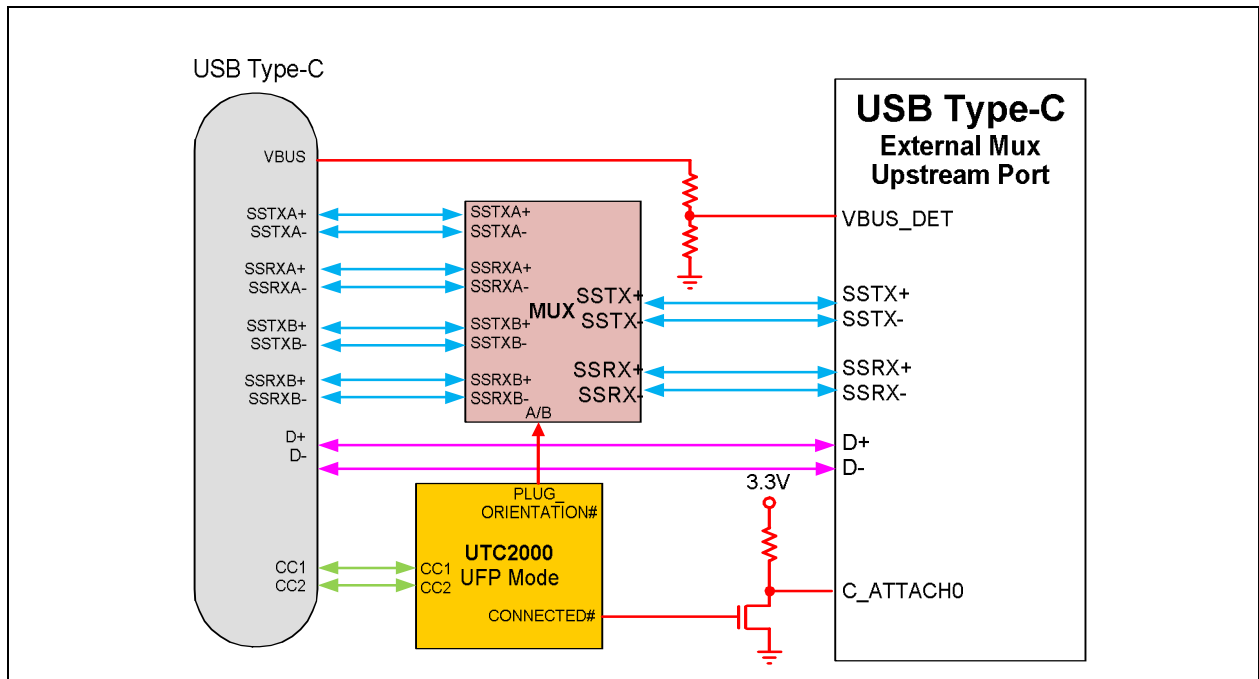 USB Type-C
VBUS
SSTXA+
SSTXA-
SSRXA+
SSRXA-
SSTXB+
SSTXB-
SSRXB+
SSRXB-
D+
D-
CC1
CC2
SSTXA+
SSTXA-
SSRXA+
SSRXA-
SSTXB+
SSTXB-
SSRXB+
SSRXB-
MUX
SSTX+
SSTX-
SSRX+
SSRX-
A/B
PLUG_
ORIENTATION#
UTC2000
UFP Mode
CC1
CC2
CONNECTED#
3.3V
USB Type-C
External Mux
Upstream Port
VBUS_DET
SSTX+
SSTX-
SSRX+
SSRX-
D+
D-
C_ATTACH0